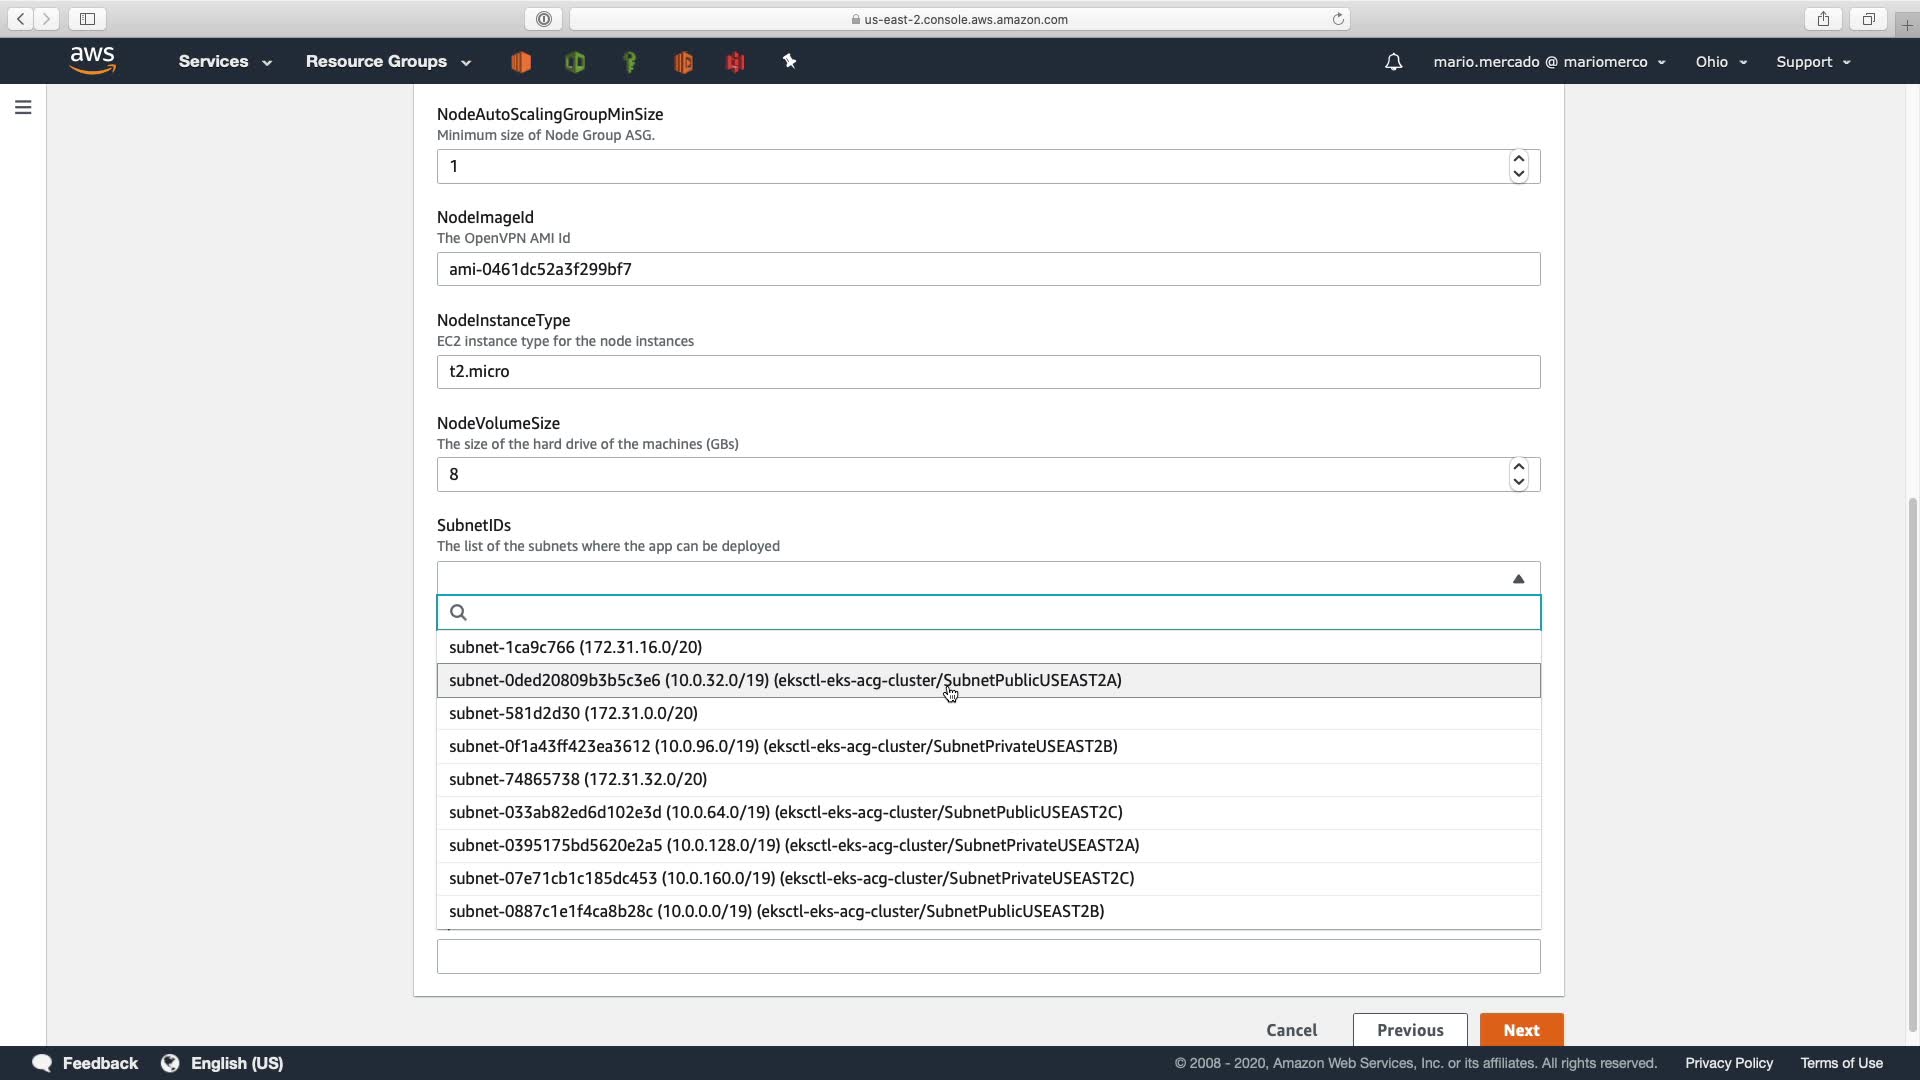 us-east-2.console.aws.amazon.com
aws
Services
Resource Groups
mario.mercado @ mariomerco
Ohio
Support
NodeAutoScalingGroupMinSize
Minimum size of Node Group ASG.
1
NodeImageId
The OpenVPN AMI Id
ami-0461dc52a3f299bf7
NodeInstanceType
EC2 instance type for the node instances
t2.micro
NodeVolumeSize
The size of the hard drive of the machines (GBs)
8
SubnetIDs
The list of the subnets where the app can be deployed
subnet-1ca9c766 (172.31.16.0/20)
subnet-0ded20809b3b5c3e6 (10.0.32.0/19) (eksctl-eks-acg-cluster/SubnetPublicUSEAST2A)
subnet-581d2d30 (172.31.0.0/20)
subnet-0f1a43ff423ea3612 (10.0.96.0/19) (eksctl-eks-acg-cluster/SubnetPrivateUSEAST2B)
subnet-74865738 (172.31.32.0/20)
subnet-033ab82ed6d102e3d (10.0.64.0/19) (eksctl-eks-acg-cluster/SubnetPublicUSEAST2C)
subnet-0395175bd5620e2a5 (10.0.128.0/19) (eksctl-eks-acg-cluster/SubnetPrivateUSEAST2A)
subnet-07e71cb1c185dc453 (10.0.160.0/19) (eksctl-eks-acg-cluster/SubnetPrivateUSEAST2C)
subnet-0887c1e1f4ca8b28c (10.0.0.0/19) (eksctl-eks-acg-cluster/SubnetPublicUSEAST2B)
Cancel
Previous
Next
Feedback
English (US)
© 2008 - 2020, Amazon Web Services, Inc. or its affiliates. All rights reserved.
Privacy Policy
Terms of Use